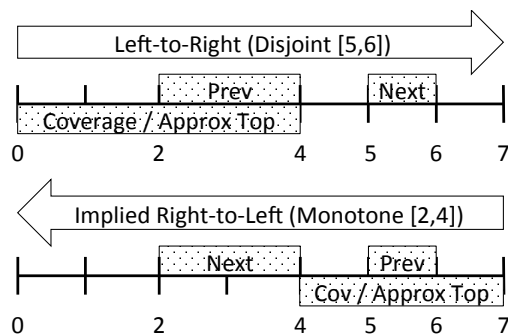 Left-to-Right (Disjoint [5,6])
Prev Next
Coverage / Approx Top
0 2 4 5 6 7
Implied Right-to-Left (Monotone [2,4])
Next Prev
Cov / Approx Top
0 2 4 5 6 7